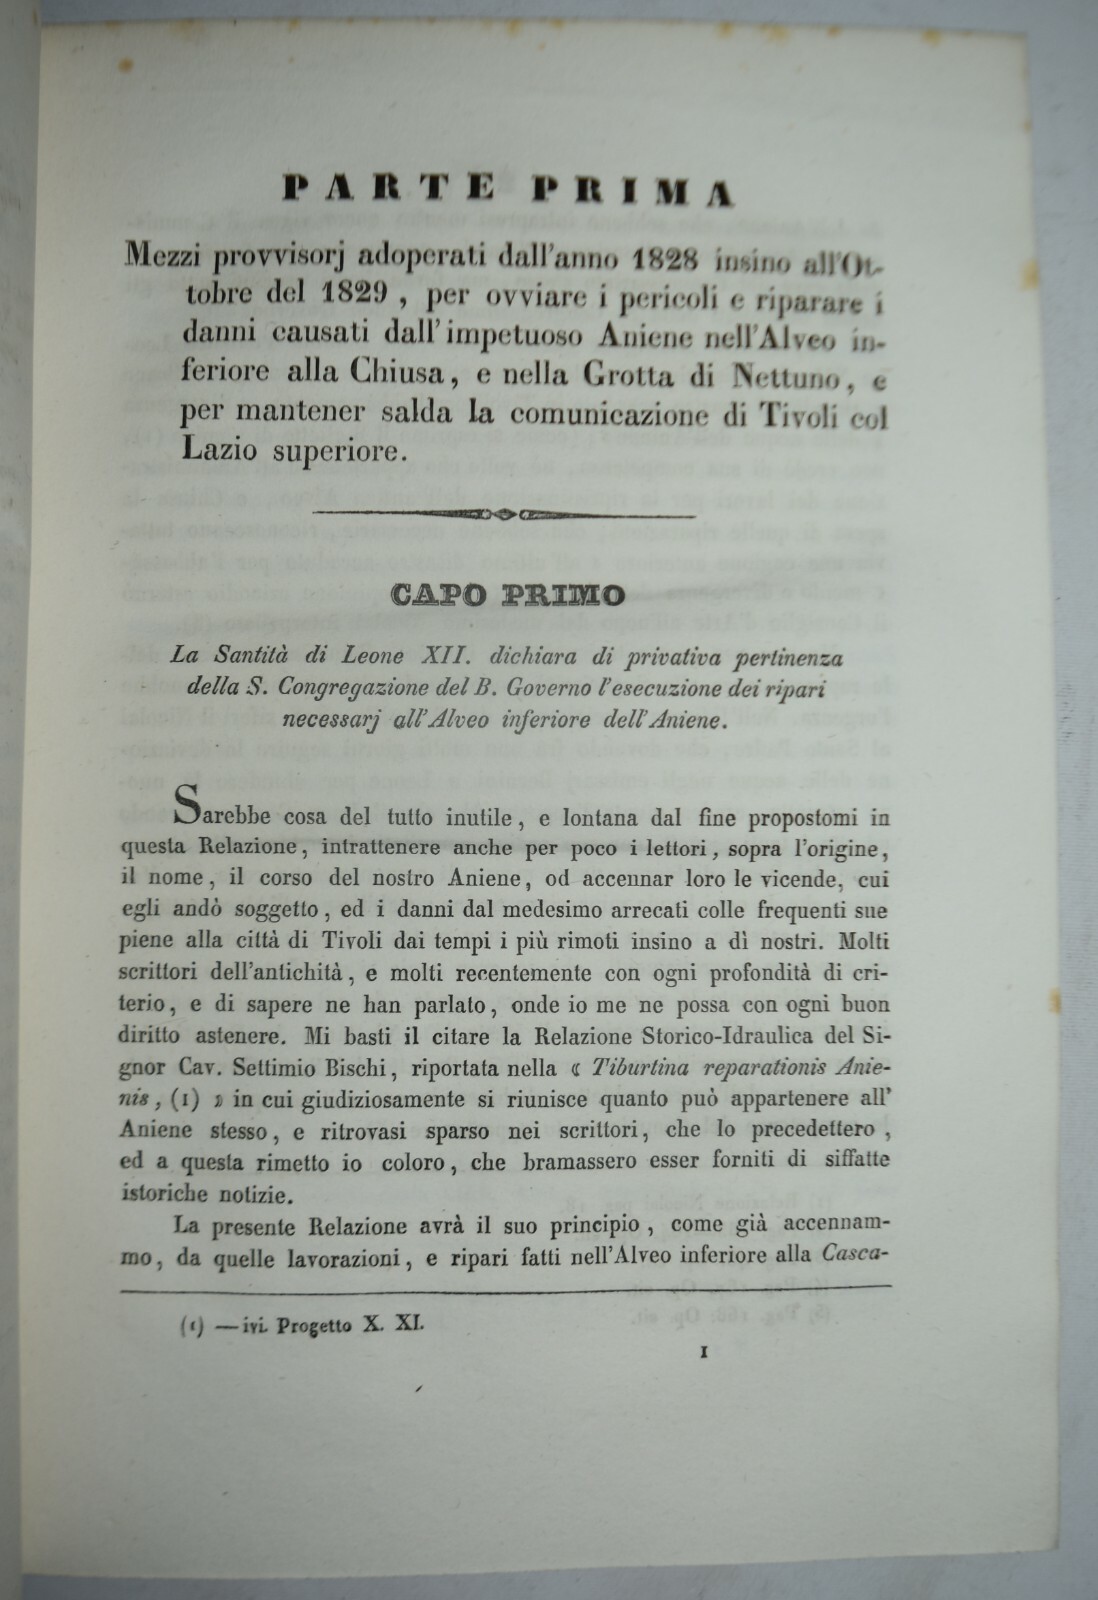 PARTE PRIMA
Mezzi provvisorj adoperati dall'anno 1828 insino all'Ot-
tobre del 1829 , per ovviare i pericoli e riparare i
danni causati dall'impetuoso Aniene nell'Alveo in-
feriore alla Chiusa, e nella Grotta di Nettuno, e
per mantener salda la comunicazione di Tivoli col
Lazio superiore.
CAPO PRIMO
La Santità di Leone XII. dichiara di privativa pertinenza
della S. Congregazione del B. Governo l'esecuzione dei ripari
necessarj all'Alveo inferiore dell'Aniene.
Sarebbe cosa del tutto inutile, e lontana dal fine propostomi in
questa Relazione, intrattenere anche per poco i lettori, sopra l'origine,
il nome, il corso del nostro Aniene, od accennar loro le vicende, cui
egli andò soggetto, ed i danni dal medesimo arrecati colle frequenti sue
piene alla città di Tivoli dai tempi i più rimoti insino a dì nostri. Molti
scrittori dell'antichità, e molti recentemente con ogni profondità di cri-
terio, e di sapere ne han parlato, onde io me ne possa con ogni buon
diritto astenere. Mi basti il citare la Relazione Storico-Idraulica del Si-
gnor Cav. Settimio Bischi, riportata nella « Tiburtina reparationis Anie-
nis, (1) » in cui giudiziosamente si riunisce quanto può appartenere all'
Aniene stesso, e ritrovasi sparso nei scrittori, che lo precedettero ,
ed a questa rimetto io coloro, che bramassero esser forniti di siffatte
istoriche notizie.
La presente Relazione avrà il suo principio , come già accennam-
mo, da quelle lavorazioni, e ripari fatti nell'Alveo inferiore alla Casca-
(1) — ivi. Progetto X. XI.
I